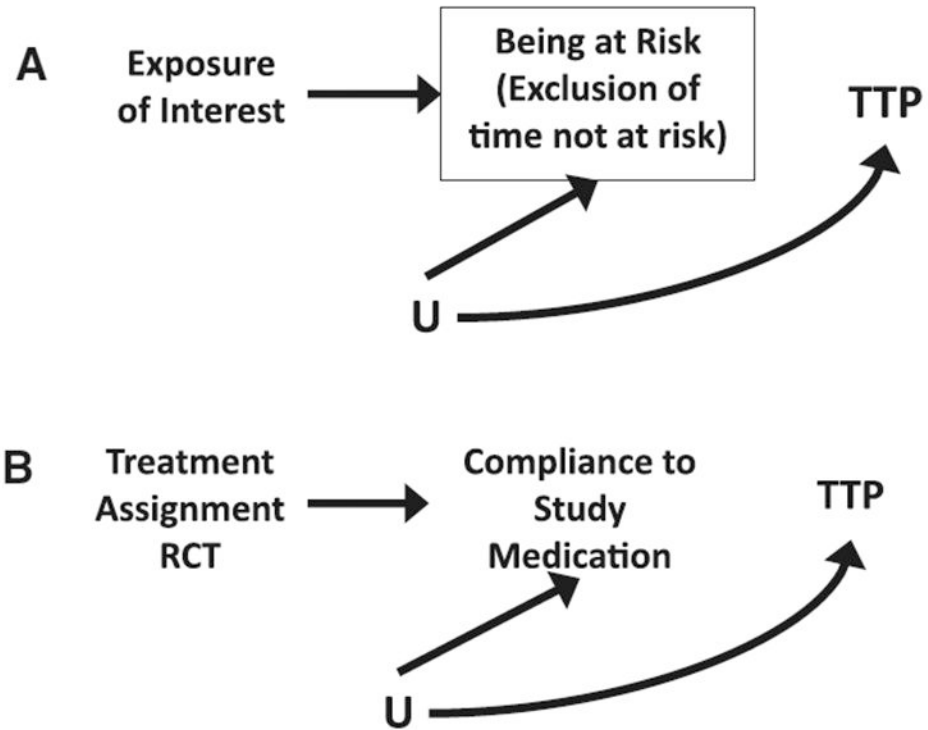 A
Exposure
of Interest
Being at Risk
(Exclusion of
time not at risk)
TTP
U
B
Treatment
Assignment
RCT
Compliance to
Study
Medication
TTP
U